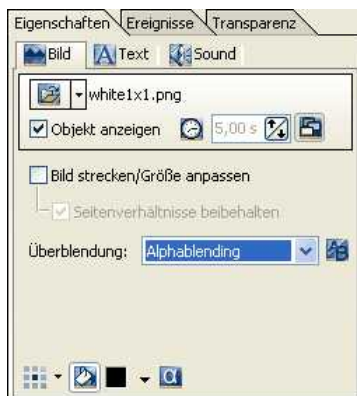 Eigenschaften Ereignisse Transparenz
Bild Text Sound
white1x1.png
Objekt anzeigen 5,00 s
Bild strecken/Größe anpassen
Seitenverhältnisse beibehalten
Überblendung: Alphablending